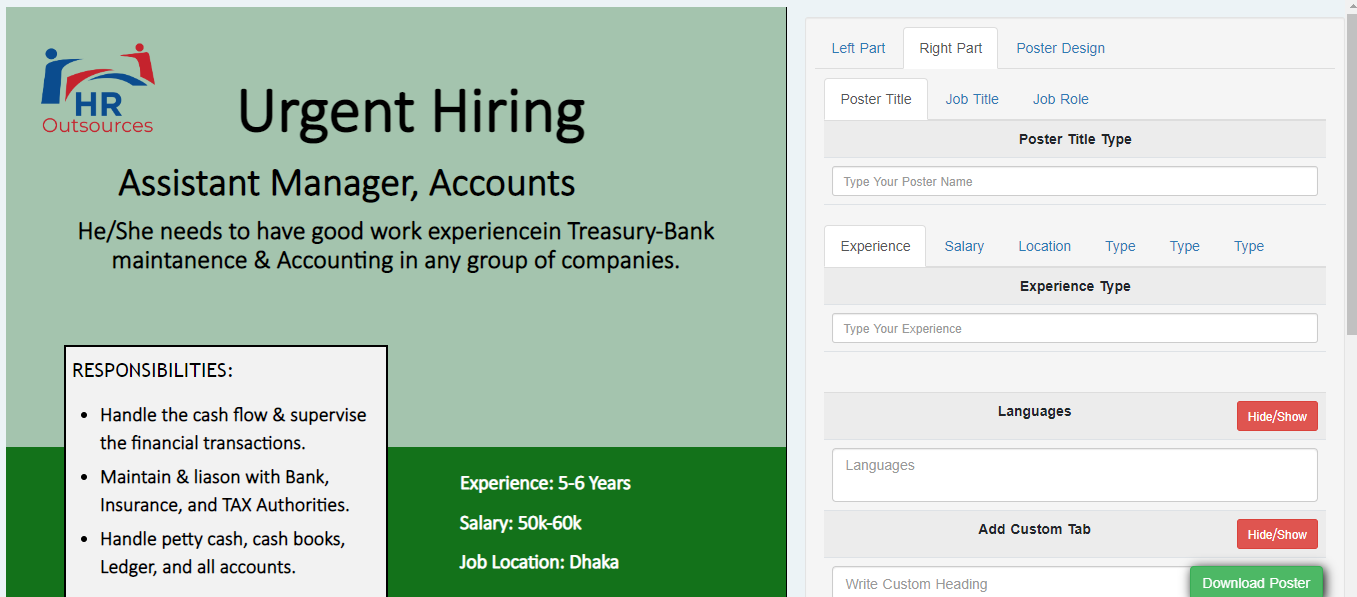 HR
Outsources
Urgent Hiring
Assistant Manager, Accounts
He/She needs to have good work experiencein Treasury-Bank
maintanence & Accounting in any group of companies.
RESPONSIBILITIES:
• Handle the cash flow & supervise
the financial transactions.
• Maintain & liason with Bank,
Insurance, and TAX Authorities.
• Handle petty cash, cash books,
Ledger, and all accounts.
Experience: 5-6 Years
Salary: 50k-60k
Job Location: Dhaka
Left Part Right Part Poster Design
Poster Title Job Title Job Role
Poster Title Type
Type Your Poster Name
Experience Salary Location Type Type Type
Experience Type
Type Your Experience
Languages Hide/Show
Languages
Add Custom Tab Hide/Show
Write Custom Heading Download Poster